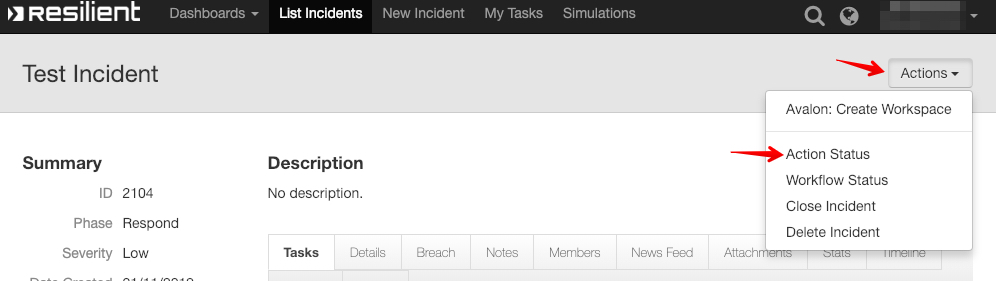 resilient Dashboards List Incidents New Incident My Tasks Simulations
Test Incident
Actions
Avalon: Create Workspace
Action Status
Workflow Status
Close Incident
Delete Incident
Summary
ID 2104
Phase Respond
Severity Low
Date Created
Description
No description.
Tasks Details Breach Notes Members News Feed Attachments Stats Timeline